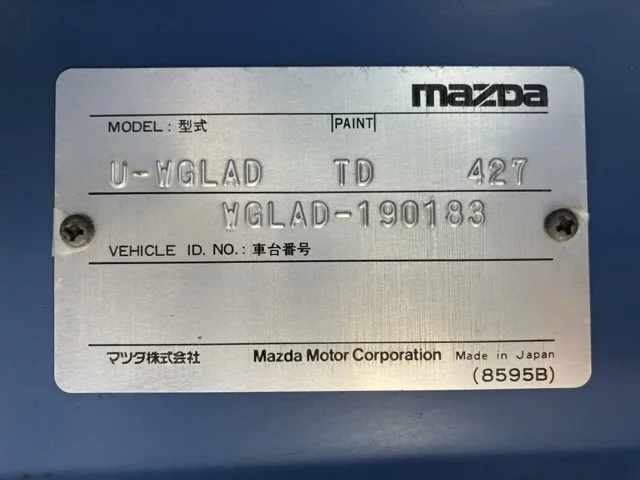 mazda
MODEL : 型式 |PAINT|
U-WGLAD TD 427
WGLAD-190183
VEHICLE ID. NO. : 車台番号
マツダ株式会社 Mazda Motor Corporation Made in Japan
(8595B)